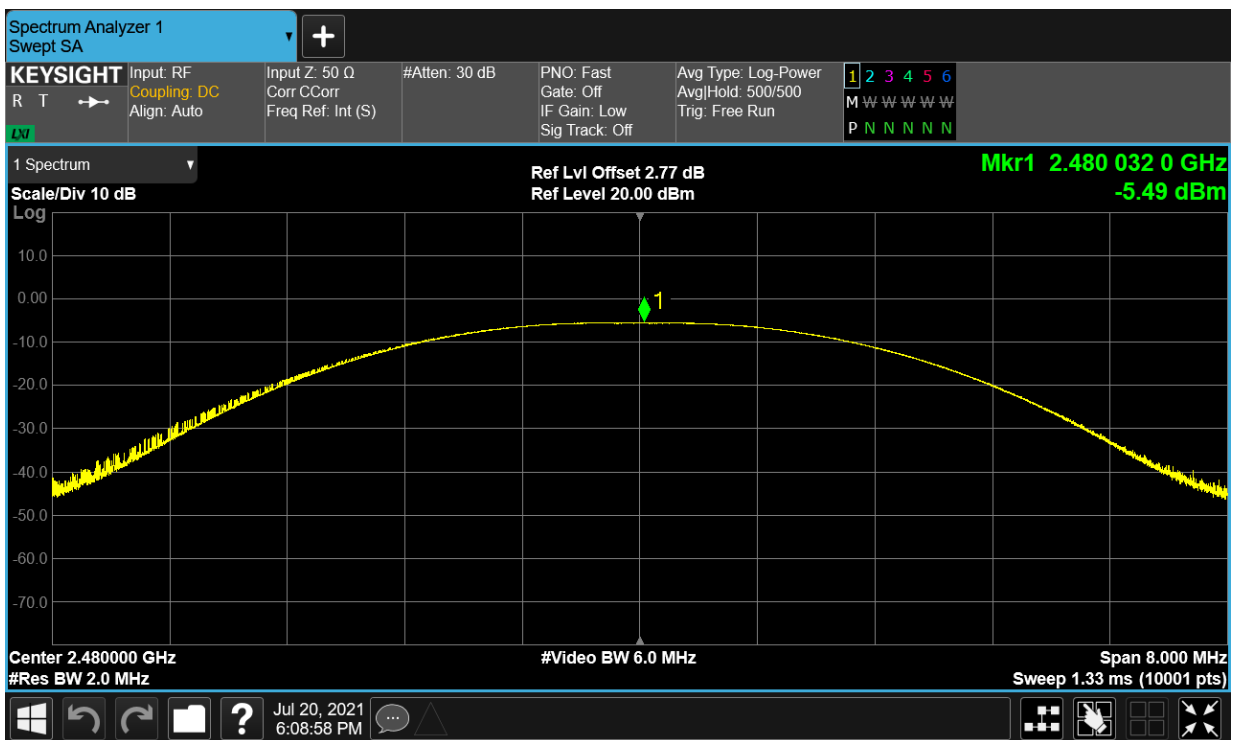 Spectrum Analyzer 1
Swept SA
KEYSIGHT
R T
LXI
Input: RF
Coupling: DC
Align: Auto
Input Z: 50 Ω
Corr CCorr
Freq Ref: Int (S)
#Atten: 30 dB
PNO: Fast
Gate: Off
IF Gain: Low
Sig Track: Off
Avg Type: Log-Power
Avg|Hold: 500/500
Trig: Free Run
1 2 3 4 5 6
M W W W W W
P N N N N N
1 Spectrum
Scale/Div 10 dB
Ref Lvl Offset 2.77 dB
Ref Level 20.00 dBm
Mkr1 2.480 032 0 GHz
-5.49 dBm
Log
10.0
0.00
1
-10.0
-20.0
-30.0
-40.0
-50.0
-60.0
-70.0
Center 2.480000 GHz
#Res BW 2.0 MHz
#Video BW 6.0 MHz
Span 8.000 MHz
Sweep 1.33 ms (10001 pts)
?
Jul 20, 2021
6:08:58 PM